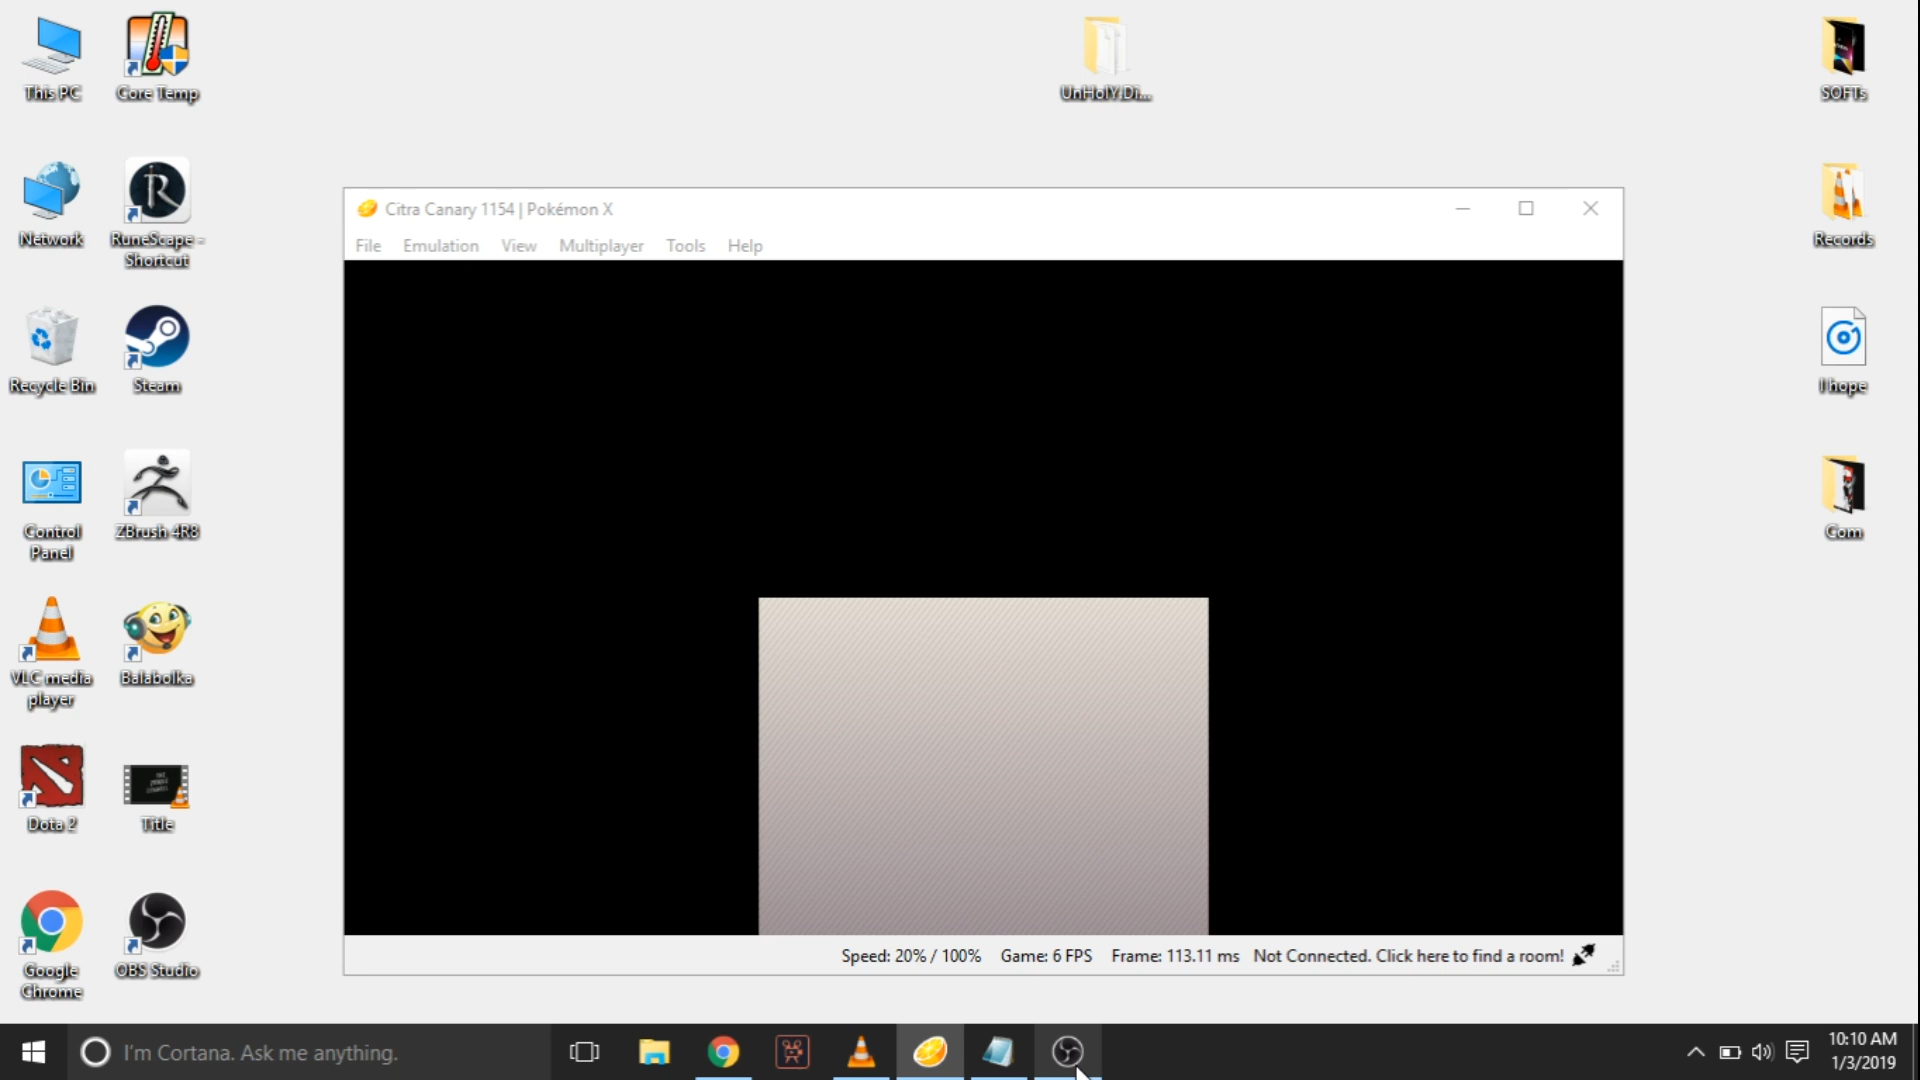 This PC
Core Temp
UnHolY.Di...
SOFTs
Network
RuneScape -
Shortcut
Records
Recycle Bin
Steam
I hope
Control
Panel
ZBrush 4R8
Com
VLC media
player
Balabolka
Dota 2
Title
Google
Chrome
OBS Studio
Citra Canary 1154 | Pokémon X
File Emulation View Multiplayer Tools Help
Speed: 20% / 100% Game: 6 FPS Frame: 113.11 ms Not Connected. Click here to find a room!
I'm Cortana. Ask me anything.
10:10 AM
1/3/2019